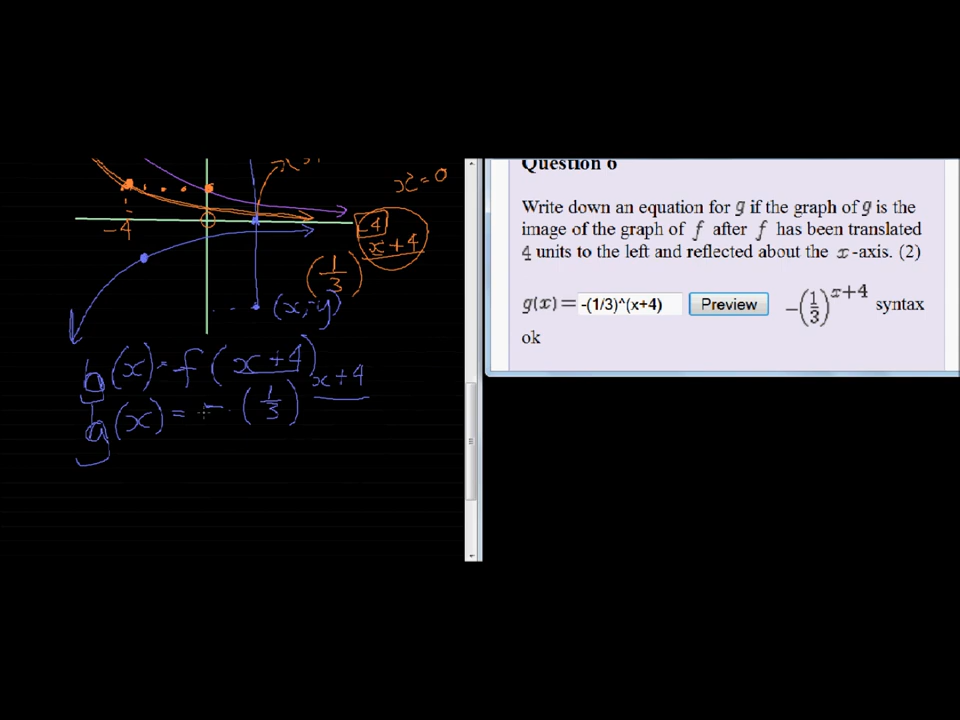 x=0
-4
-4
x+4
(1/3)
(x;-y)
g(x)=-f(x+4)
g(x)=-(1/3)^x+4
Question 6
Write down an equation for g if the graph of g is the
image of the graph of f after f has been translated
4 units to the left and reflected about the x-axis. (2)
g(x)= -(1/3)^(x+4) Preview -(1/3)^x+4 syntax
ok